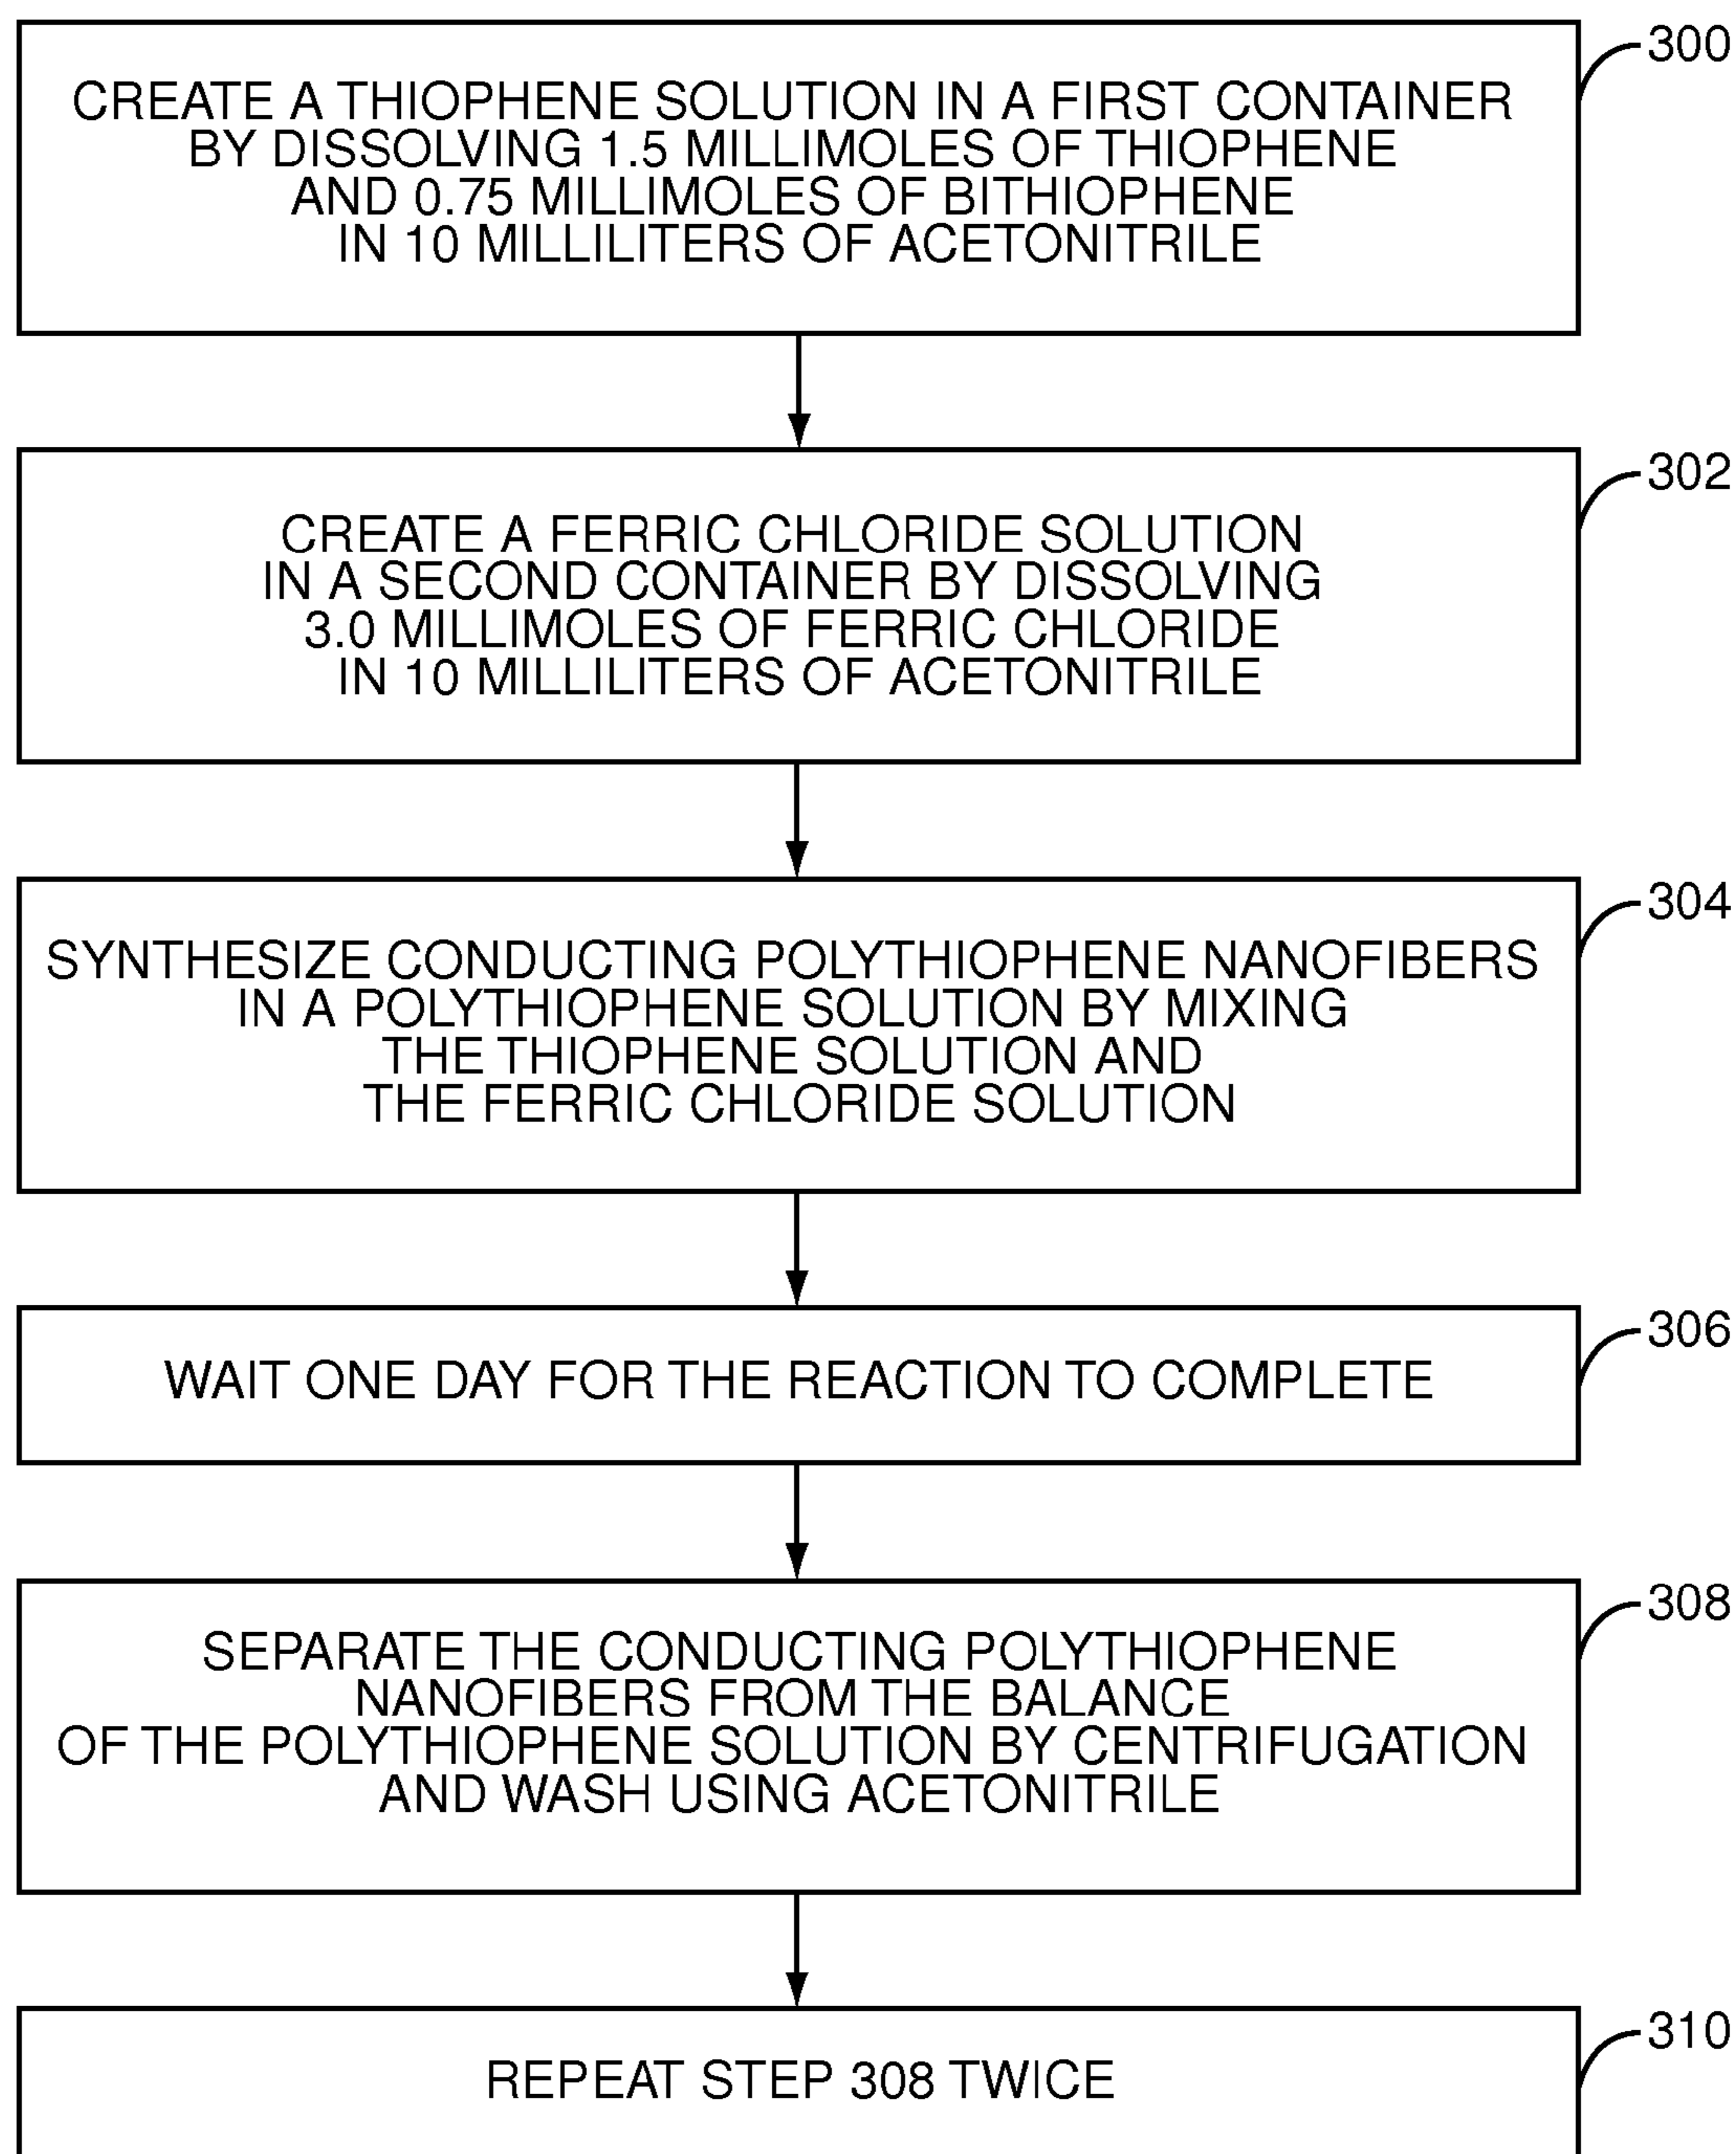 300
CREATE A THIOPHENE SOLUTION IN A FIRST CONTAINER
BY DISSOLVING 1.5 MILLIMOLES OF THIOPHENE
AND 0.75 MILLIMOLES OF BITHIOPHENE
IN 10 MILLILITERS OF ACETONITRILE
302
CREATE A FERRIC CHLORIDE SOLUTION
IN A SECOND CONTAINER BY DISSOLVING
3.0 MILLIMOLES OF FERRIC CHLORIDE
IN 10 MILLILITERS OF ACETONITRILE
304
SYNTHESIZE CONDUCTING POLYTHIOPHENE NANOFIBERS
IN A POLYTHIOPHENE SOLUTION BY MIXING
THE THIOPHENE SOLUTION AND
THE FERRIC CHLORIDE SOLUTION
306
WAIT ONE DAY FOR THE REACTION TO COMPLETE
308
SEPARATE THE CONDUCTING POLYTHIOPHENE
NANOFIBERS FROM THE BALANCE
OF THE POLYTHIOPHENE SOLUTION BY CENTRIFUGATION
AND WASH USING ACETONITRILE
310
REPEAT STEP 308 TWICE